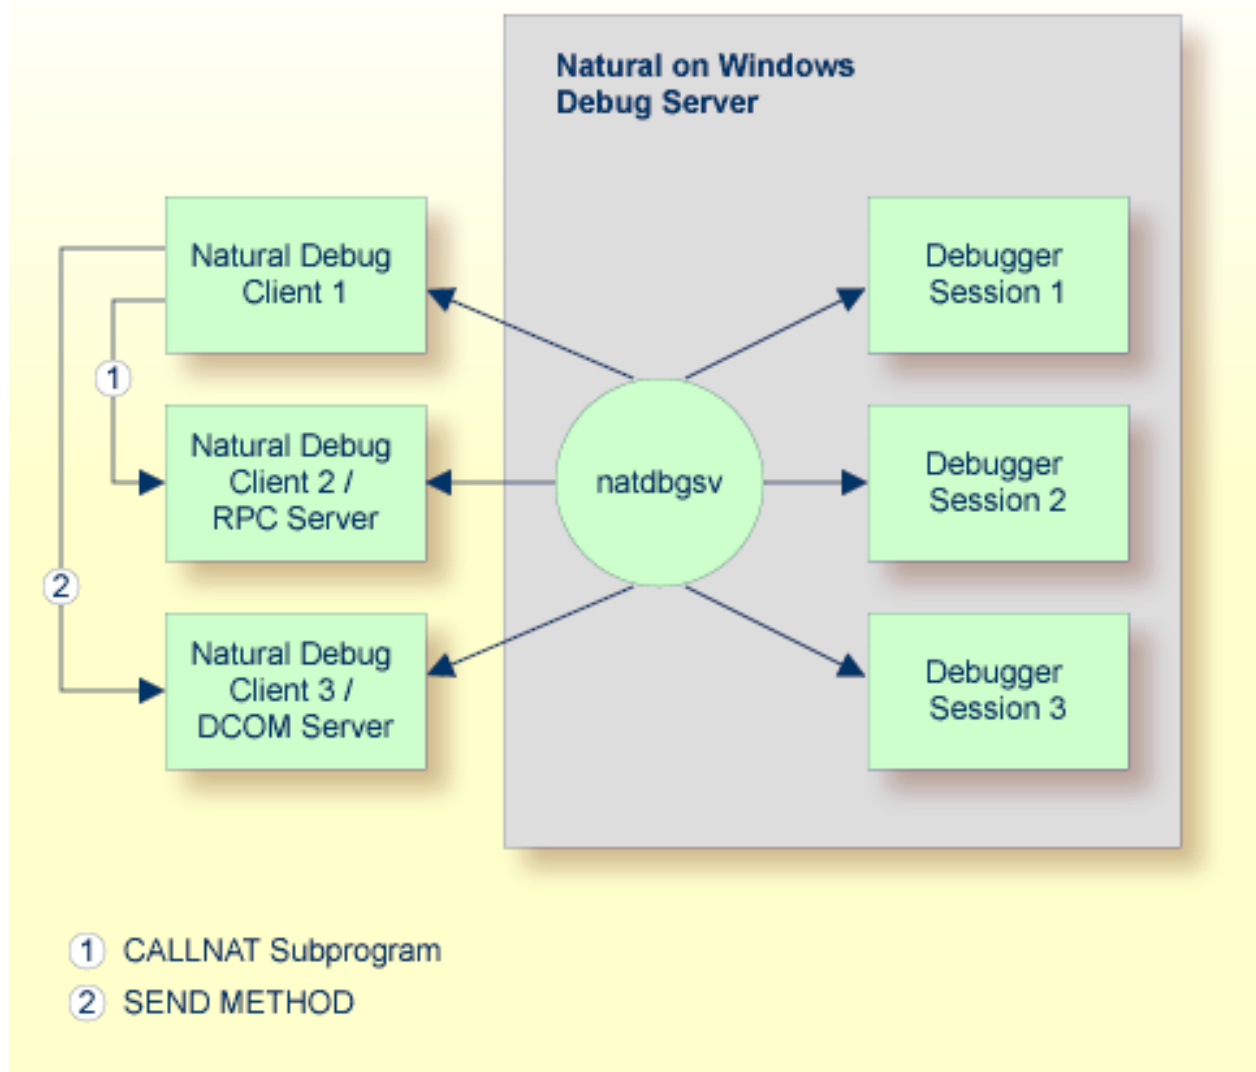 Natural on Windows
Debug Server
Natural Debug
Client 1
Debugger
Session 1
1
Natural Debug
Client 2 /
RPC Server
natdbgsv
Debugger
Session 2
2
Natural Debug
Client 3 /
DCOM Server
Debugger
Session 3
1 CALLNAT Subprogram
2 SEND METHOD